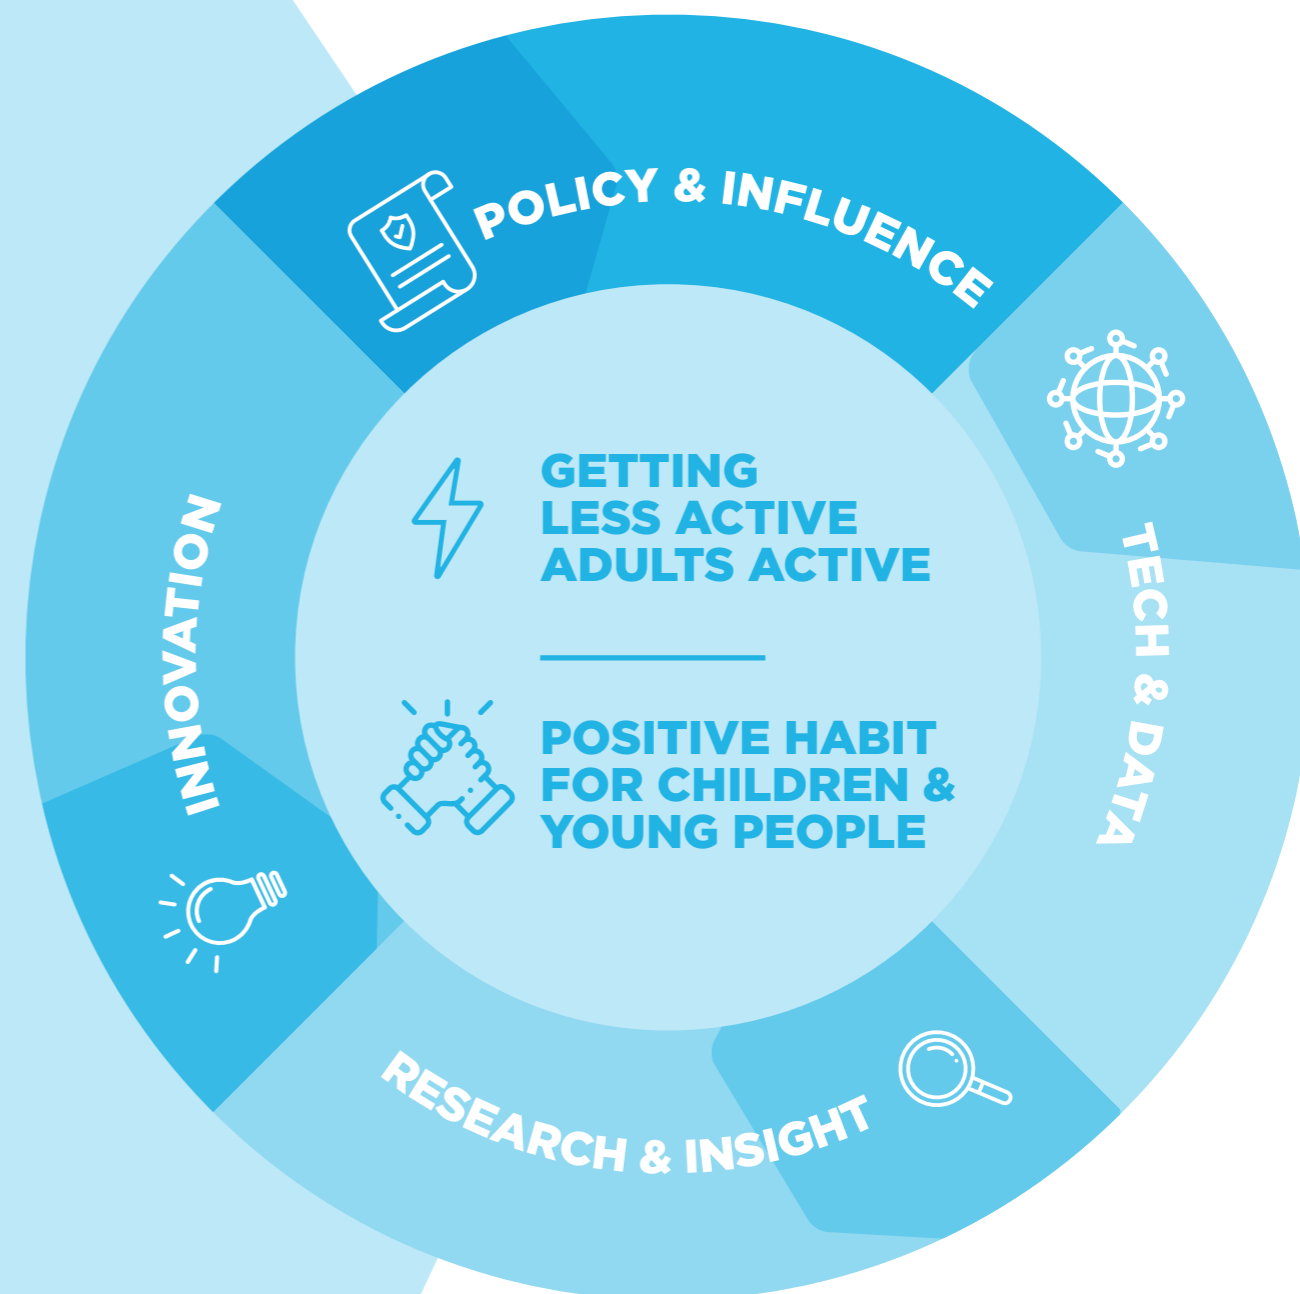 POLICY & INFLUENCE
TECH & DATA
RESEARCH & INSIGHT
INNOVATION
GETTING
LESS ACTIVE
ADULTS ACTIVE
POSITIVE HABIT
FOR CHILDREN &
YOUNG PEOPLE